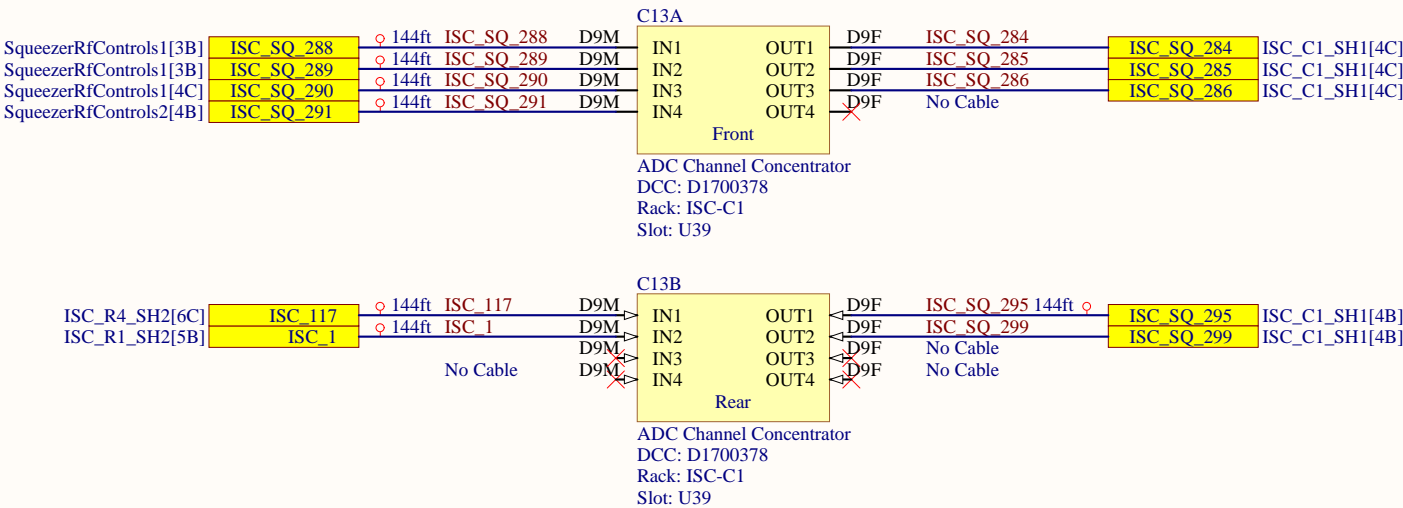 C13A
SqueezerRfControls1[3B] ISC_SQ_288 144ft ISC_SQ_288 D9M IN1 OUT1 D9F ISC_SQ_284 ISC_SQ_284 ISC_C1_SH1[4C]
SqueezerRfControls1[3B] ISC_SQ_289 144ft ISC_SQ_289 D9M IN2 OUT2 D9F ISC_SQ_285 ISC_SQ_285 ISC_C1_SH1[4C]
SqueezerRfControls1[4C] ISC_SQ_290 144ft ISC_SQ_290 D9M IN3 OUT3 D9F ISC_SQ_286 ISC_SQ_286 ISC_C1_SH1[4C]
SqueezerRfControls2[4B] ISC_SQ_291 144ft ISC_SQ_291 D9M IN4 OUT4 D9F No Cable
Front
ADC Channel Concentrator
DCC: D1700378
Rack: ISC-C1
Slot: U39
C13B
ISC_R4_SH2[6C] ISC_117 144ft ISC_117 D9M IN1 OUT1 D9F ISC_SQ_295 144ft ISC_SQ_295 ISC_C1_SH1[4B]
ISC_R1_SH2[5B] ISC_1 144ft ISC_1 D9M IN2 OUT2 D9F ISC_SQ_299 ISC_SQ_299 ISC_C1_SH1[4B]
D9M IN3 OUT3 D9F No Cable
No Cable D9M IN4 OUT4 D9F No Cable
Rear
ADC Channel Concentrator
DCC: D1700378
Rack: ISC-C1
Slot: U39